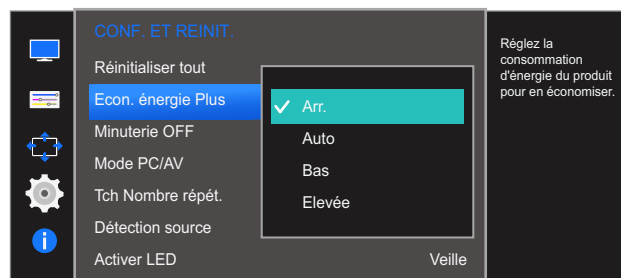 CONF. ET REINIT.
Réinitialiser tout
Econ. énergie Plus
Minuterie OFF
Mode PC/AV
Tch Nombre répét.
Détection source
Activer LED
Veille
Arr.
Auto
Bas
Elevée
Réglez la
consommation
d'énergie du produit
pour en économiser.